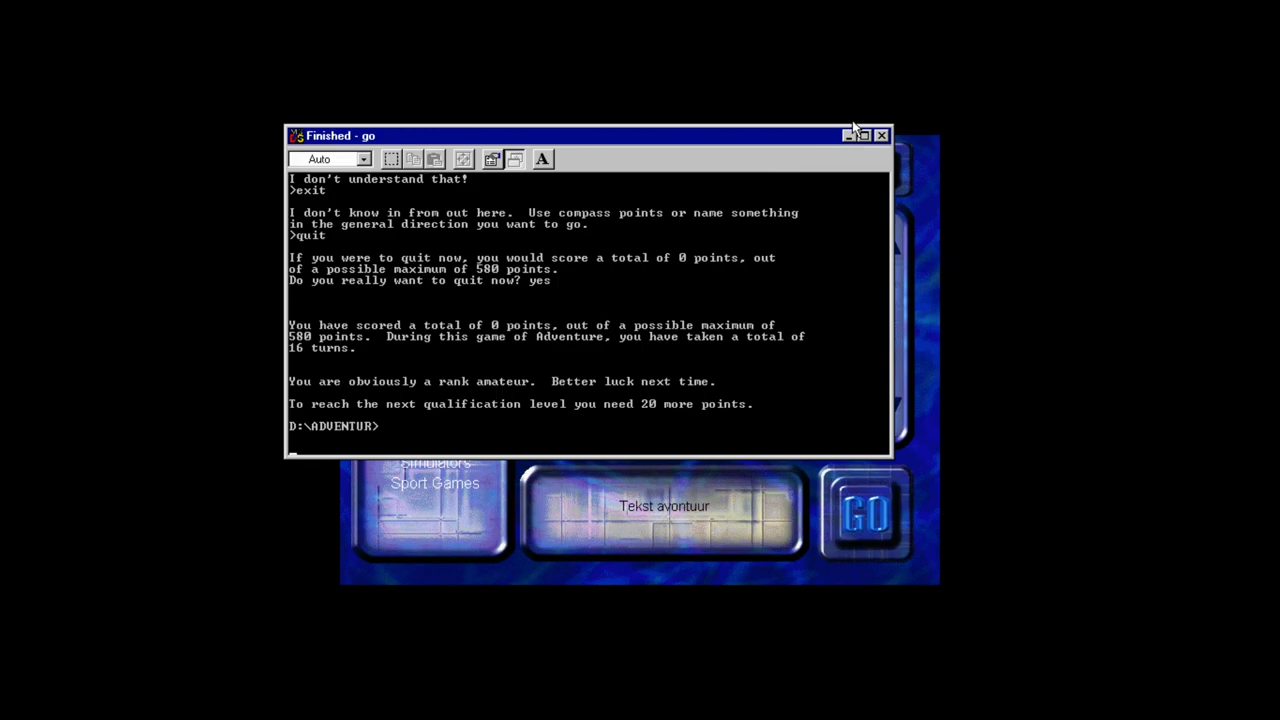 Finished - go
Auto
A
I don't understand that!
>exit
I don't know in from out here.  Use compass points or name something
in the general direction you want to go.
>quit
If you were to quit now, you would score a total of 0 points, out
of a possible maximum of 580 points.
Do you really want to quit now? yes
You have scored a total of 0 points, out of a possible maximum of
580 points.  During this game of Adventure, you have taken a total of
16 turns.
You are obviously a rank amateur.  Better luck next time.
To reach the next qualification level you need 20 more points.
D:\ADVENTUR>
Simulators
Sport Games
Tekst avontuur
GO